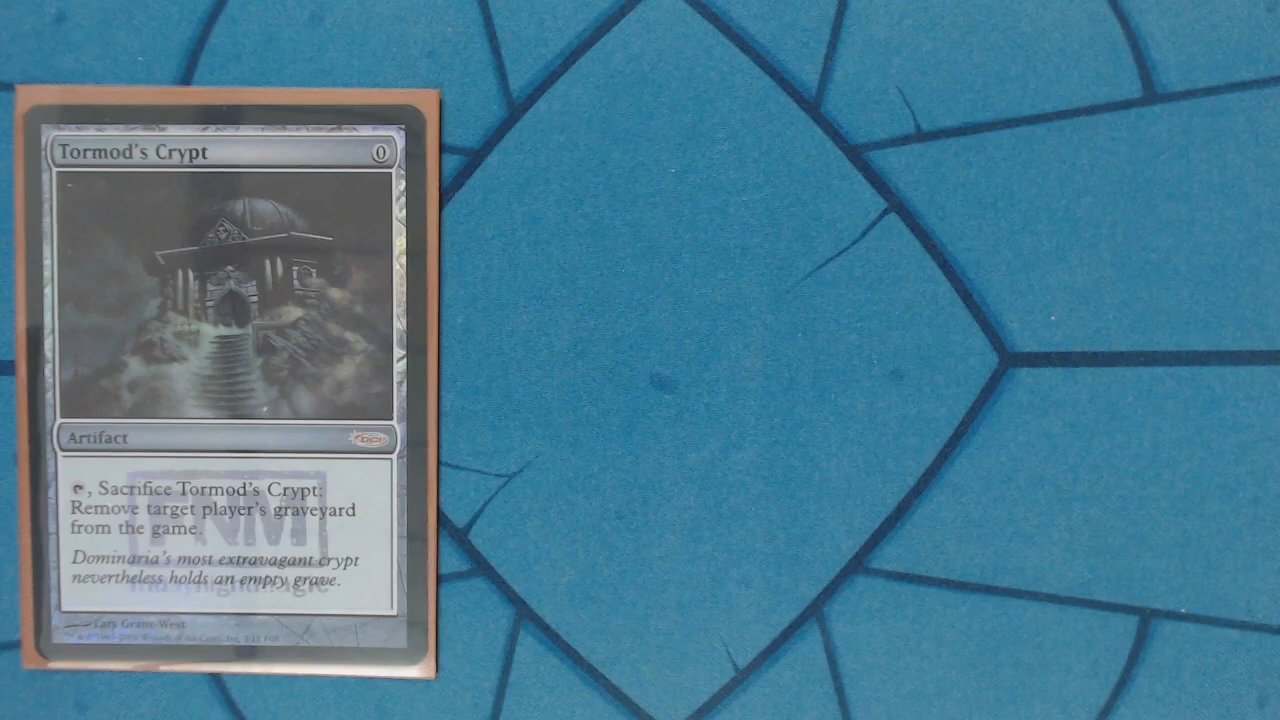 Tormod's Crypt 0
Artifact DCI
, Sacrifice Tormod's Crypt:
Remove target player's graveyard
from the game.
Dominaria's most extravagant crypt
nevertheless holds an empty grave.
FNM
Lars Grant-West